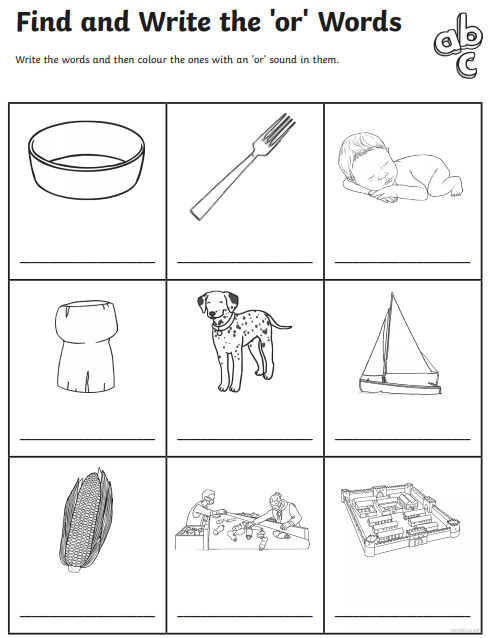 Find and Write the 'or' Words
abc
Write the words and then colour the ones with an 'or' sound in them.